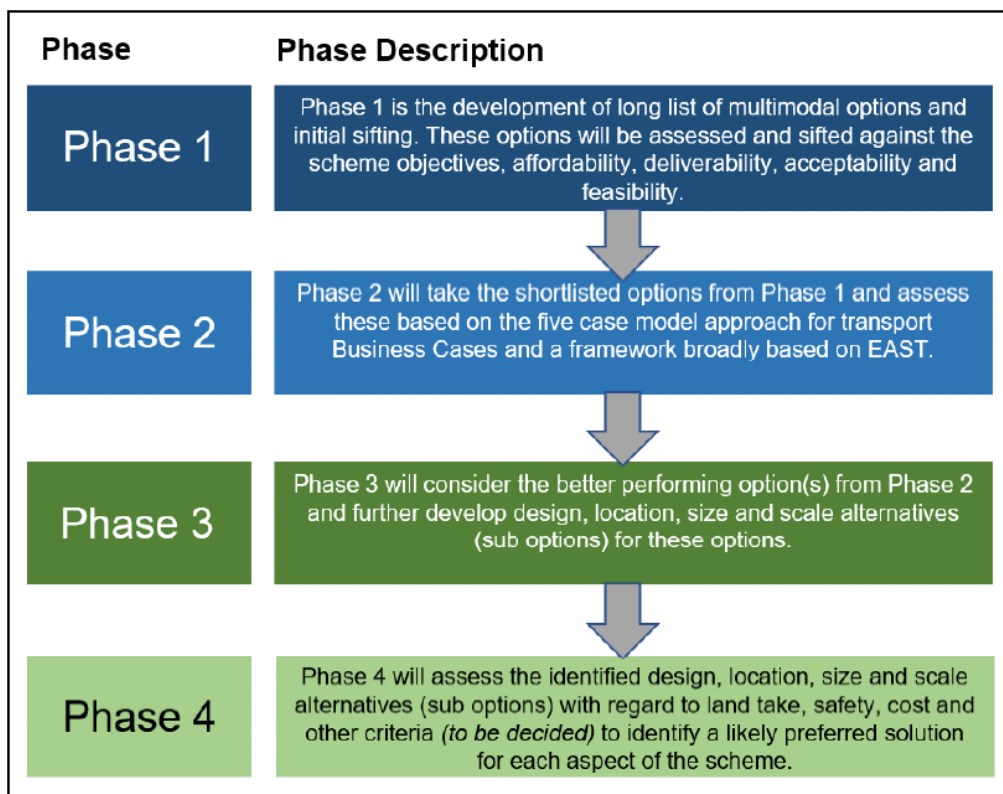 Phase
Phase Description
Phase 1
Phase 1 is the development of long list of multimodal options and
initial sifting. These options will be assessed and sifted against the
scheme objectives, affordability, deliverability, acceptability and
feasibility.
Phase 2
Phase 2 will take the shortlisted options from Phase 1 and assess
these based on the five case model approach for transport
Business Cases and a framework broadly based on EAST.
Phase 3
Phase 3 will consider the better performing option(s) from Phase 2
and further develop design, location, size and scale alternatives
(sub options) for these options.
Phase 4
Phase 4 will assess the identified design, location, size and scale
alternatives (sub options) with regard to land take, safety, cost and
other criteria (to be decided) to identify a likely preferred solution
for each aspect of the scheme.